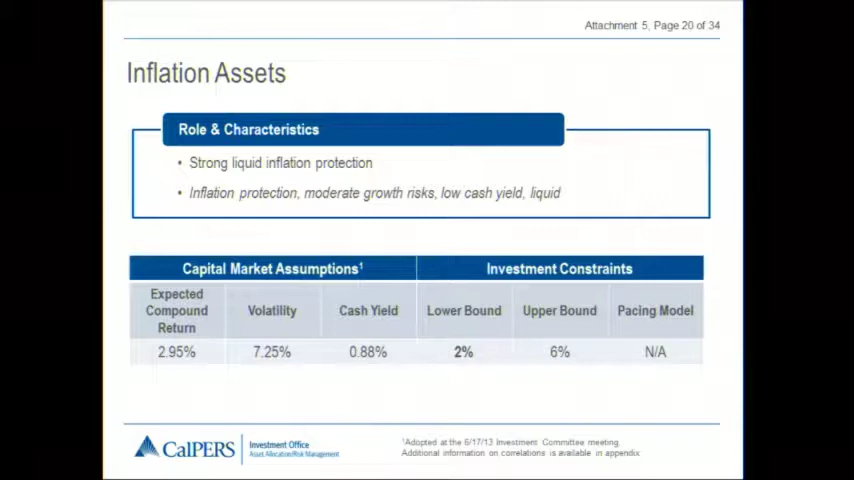 Attachment 5, Page 20 of 34
Inflation Assets
Role & Characteristics
• Strong liquid inflation protection
• Inflation protection, moderate growth risks, low cash yield, liquid
Capital Market Assumptions¹ Investment Constraints
Expected Compound Return Volatility Cash Yield Lower Bound Upper Bound Pacing Model
2.95% 7.25% 0.88% 2% 6% N/A
CalPERS
Investment Office
Asset Allocation/Risk Management
¹Adopted at the 6/17/13 Investment Committee meeting.
Additional information on correlations is available in appendix